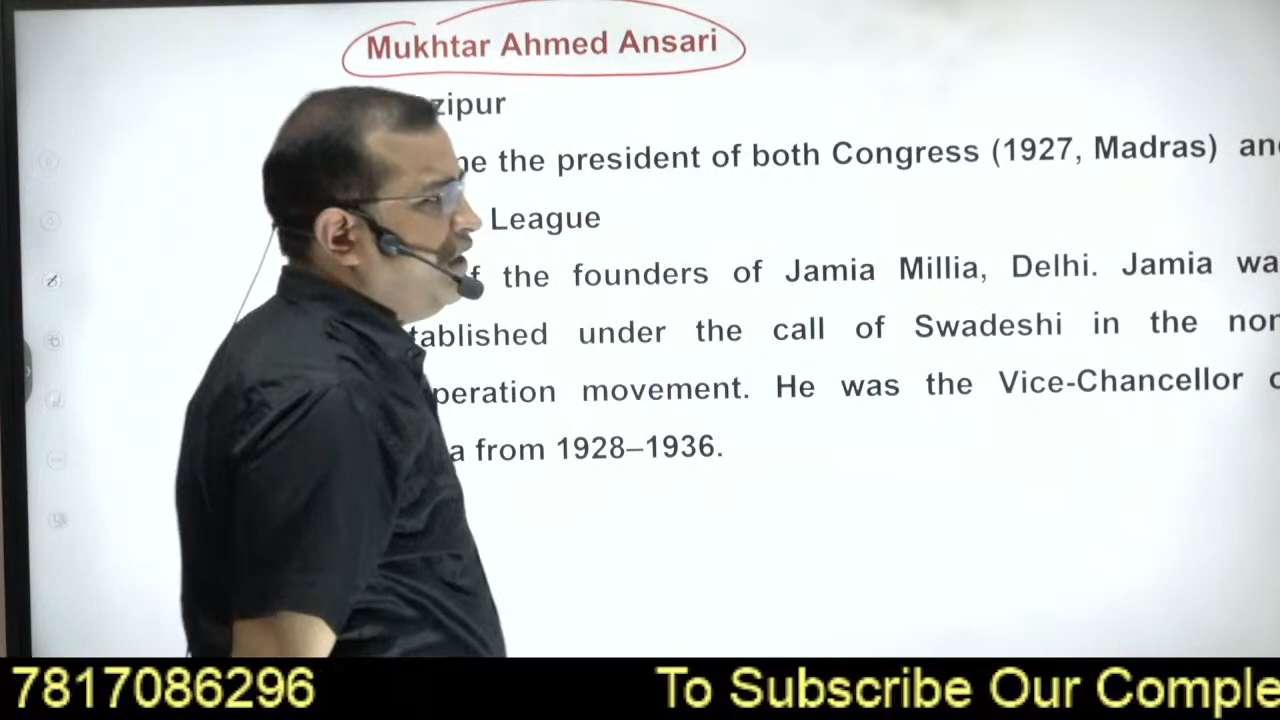 Mukhtar Ahmed Ansari
zipur
the president of both Congress (1927, Madras) an
League
the founders of Jamia Millia, Delhi. Jamia wa
tablished under the call of Swadeshi in the non
peration movement. He was the Vice-Chancellor
a from 1928–1936.
7817086296 To Subscribe Our Comple